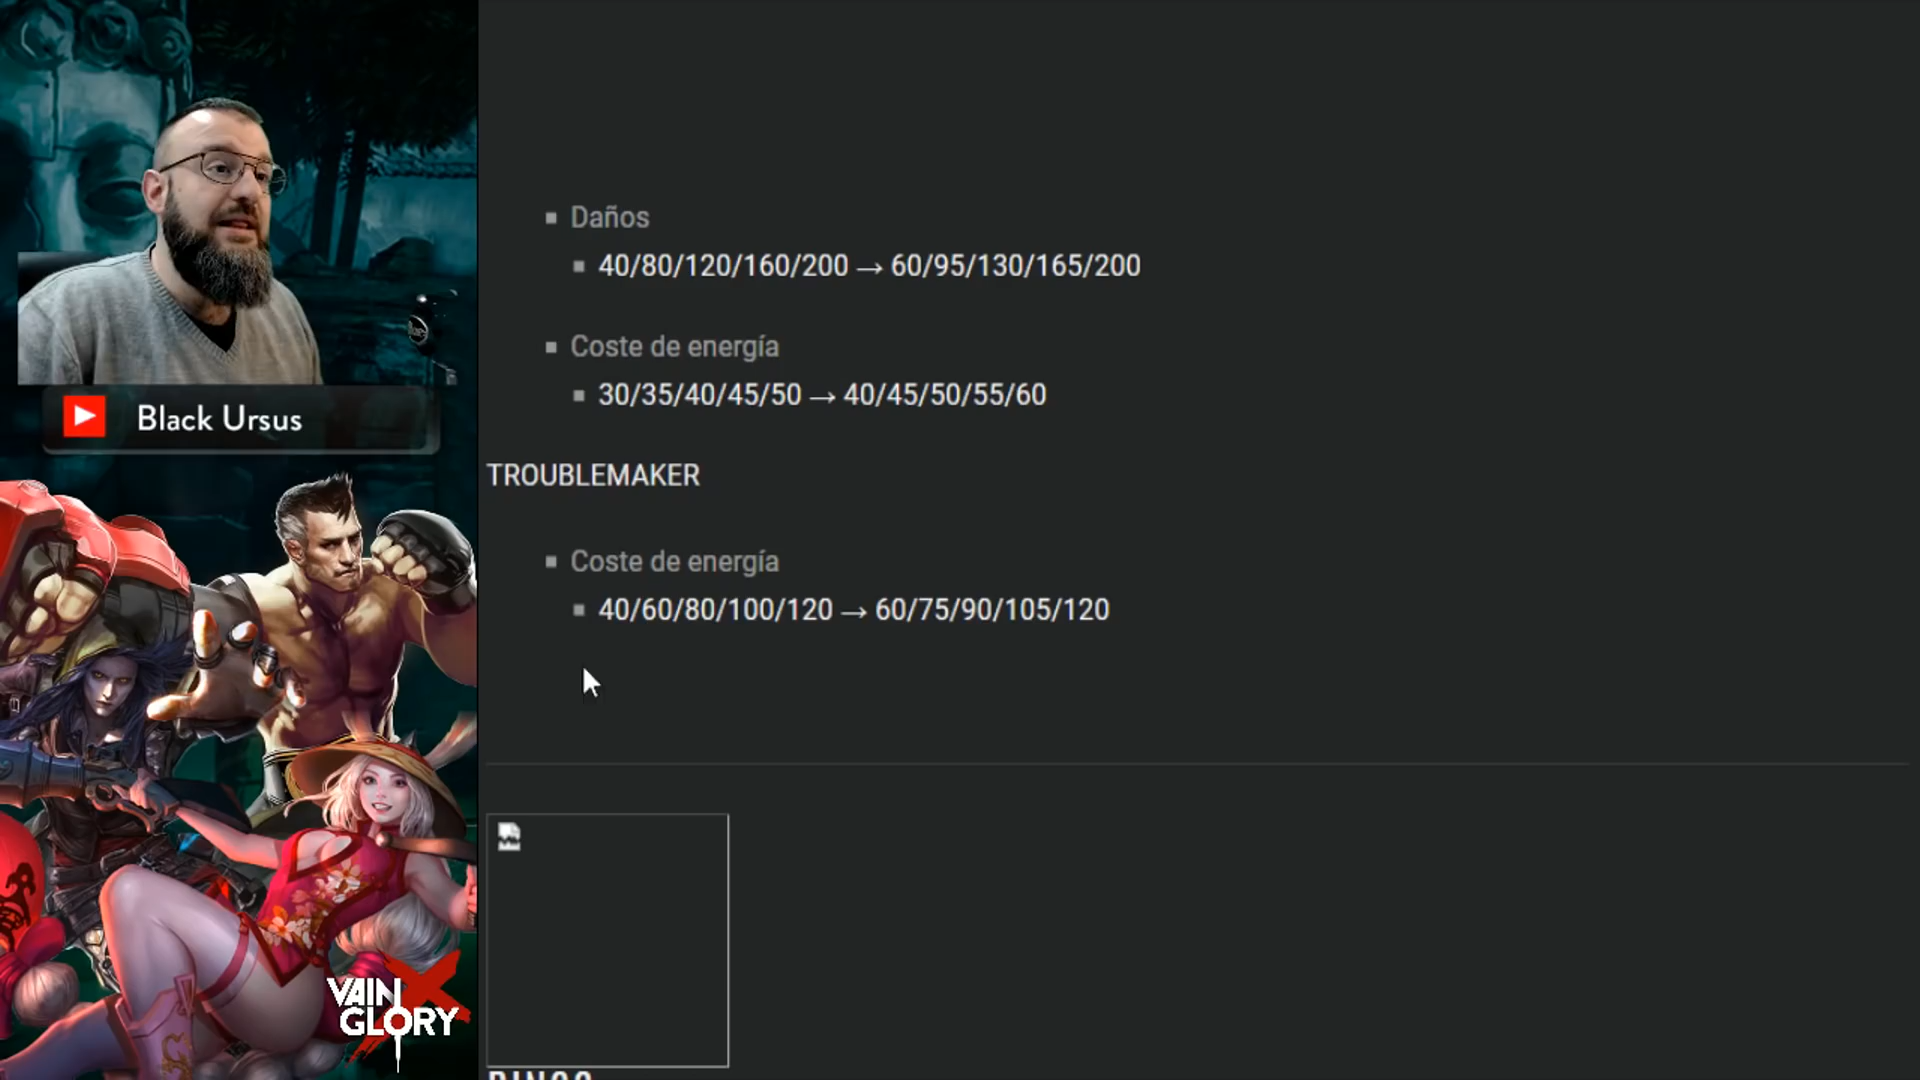 Daños
40/80/120/160/200 → 60/95/130/165/200
Coste de energía
30/35/40/45/50 → 40/45/50/55/60
Black Ursus
TROUBLEMAKER
Coste de energía
40/60/80/100/120 → 60/75/90/105/120
VAIN
GLORY